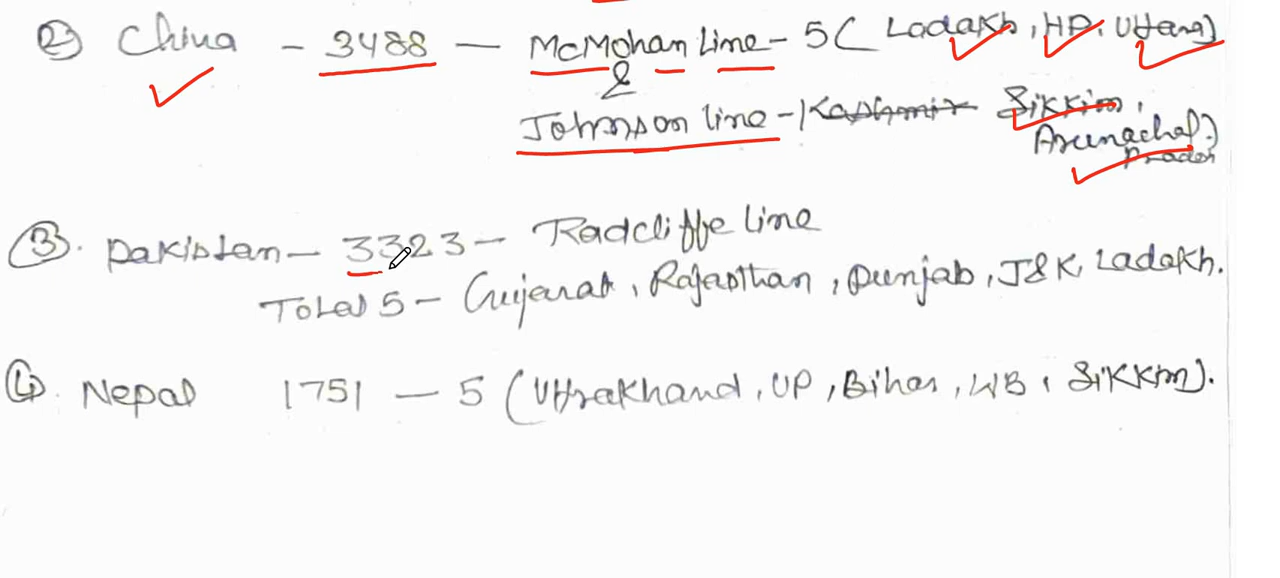 ② China - 3488 — McMohan Line - 5 ( Ladakh, HP, Uttara)
&
Johnson line - Kashmir Sikkim,
Arunachal)
Pradesh
③. Pakistan - 3323 - Radcliffe line
Total 5 - Gujarat, Rajasthan, Punjab, J&K, Ladakh.
④. Nepal 1751 — 5 (Uttrakhand, UP, Bihar, WB, Sikkim).